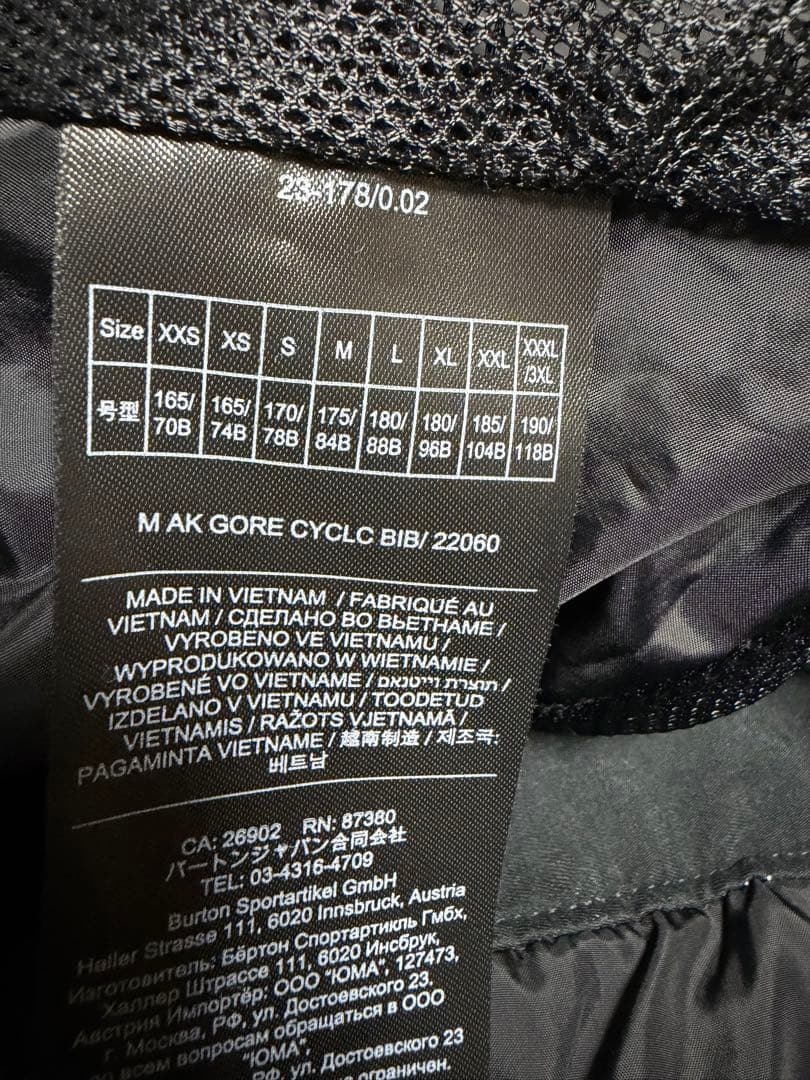 23-178/0.02
Size XXS XS S M L XL XXL XXXL/3XL
号型 165/70B 165/74B 170/78B 175/84B 180/88B 180/96B 185/104B 190/118B
M AK GORE CYCLC BIB/ 22060
MADE IN VIETNAM / FABRIQUÉ AU
VIETNAM / СДЕЛАНО ВО ВЬЕТНАМЕ /
VYROBENO VE VIETNAMU /
WYPRODUKOWANO W WIETNAMIE /
VYROBENÉ VO VIETNAME / תוצרת וייטנאם /
IZDELANO V VIETNAMU / TOODETUD
VIETNAMIS / RAŽOTS VJETNAMĀ /
PAGAMINTA VIETNAME / 越南制造 / 제조국:
베트남
CA: 26902 RN: 87380
バートンジャパン合同会社
TEL: 03-4316-4709
Burton Sportartikel GmbH
Haller Strasse 111, 6020 Innsbruck, Austria
Изготовитель: Бёртон Спортартикль Гмбх,
Халлер Штрассе 111, 6020 Инсбрук,
Австрия Импортёр: ООО "ЮМА", 127473,
г. Москва, РФ, ул. Достоевского 23.
по всем вопросам обращаться в ООО
"ЮМА",
РФ, ул. Достоевского 23
ограничен.